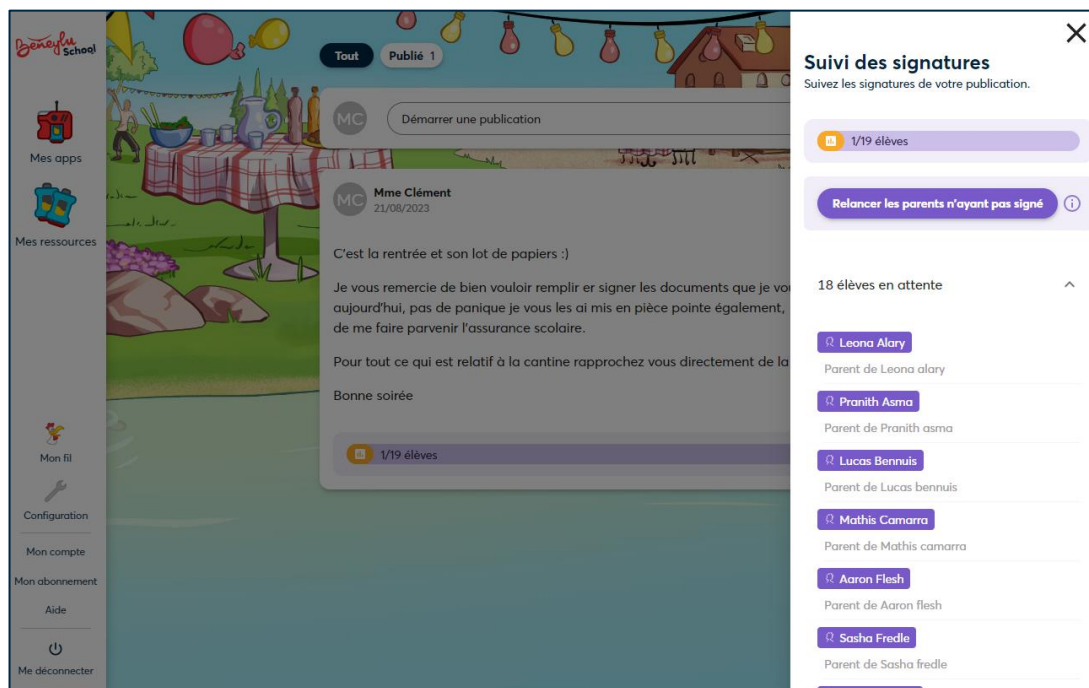 Beneylu
School
Mes apps
Mes ressources
Mon fil
Configuration
Mon compte
Mon abonnement
Aide
Me déconnecter
Tout
Publié 1
MC
Démarrer une publication
MC
Mme Clément
21/08/2023
C'est la rentrée et son lot de papiers :)
Je vous remercie de bien vouloir remplir er signer les documents que je vou
aujourd'hui, pas de panique je vous les ai mis en pièce pointe également,
de me faire parvenir l'assurance scolaire.
Pour tout ce qui est relatif à la cantine rapprochez vous directement de la
Bonne soirée
1/19 élèves
Suivi des signatures
Suivez les signatures de votre publication.
1/19 élèves
Relancer les parents n'ayant pas signé
18 élèves en attente
Leona Alary
Parent de Leona alary
Pranith Asma
Parent de Pranith asma
Lucas Bennuis
Parent de Lucas bennuis
Mathis Camarra
Parent de Mathis camarra
Aaron Flesh
Parent de Aaron flesh
Sasha Fredle
Parent de Sasha fredle